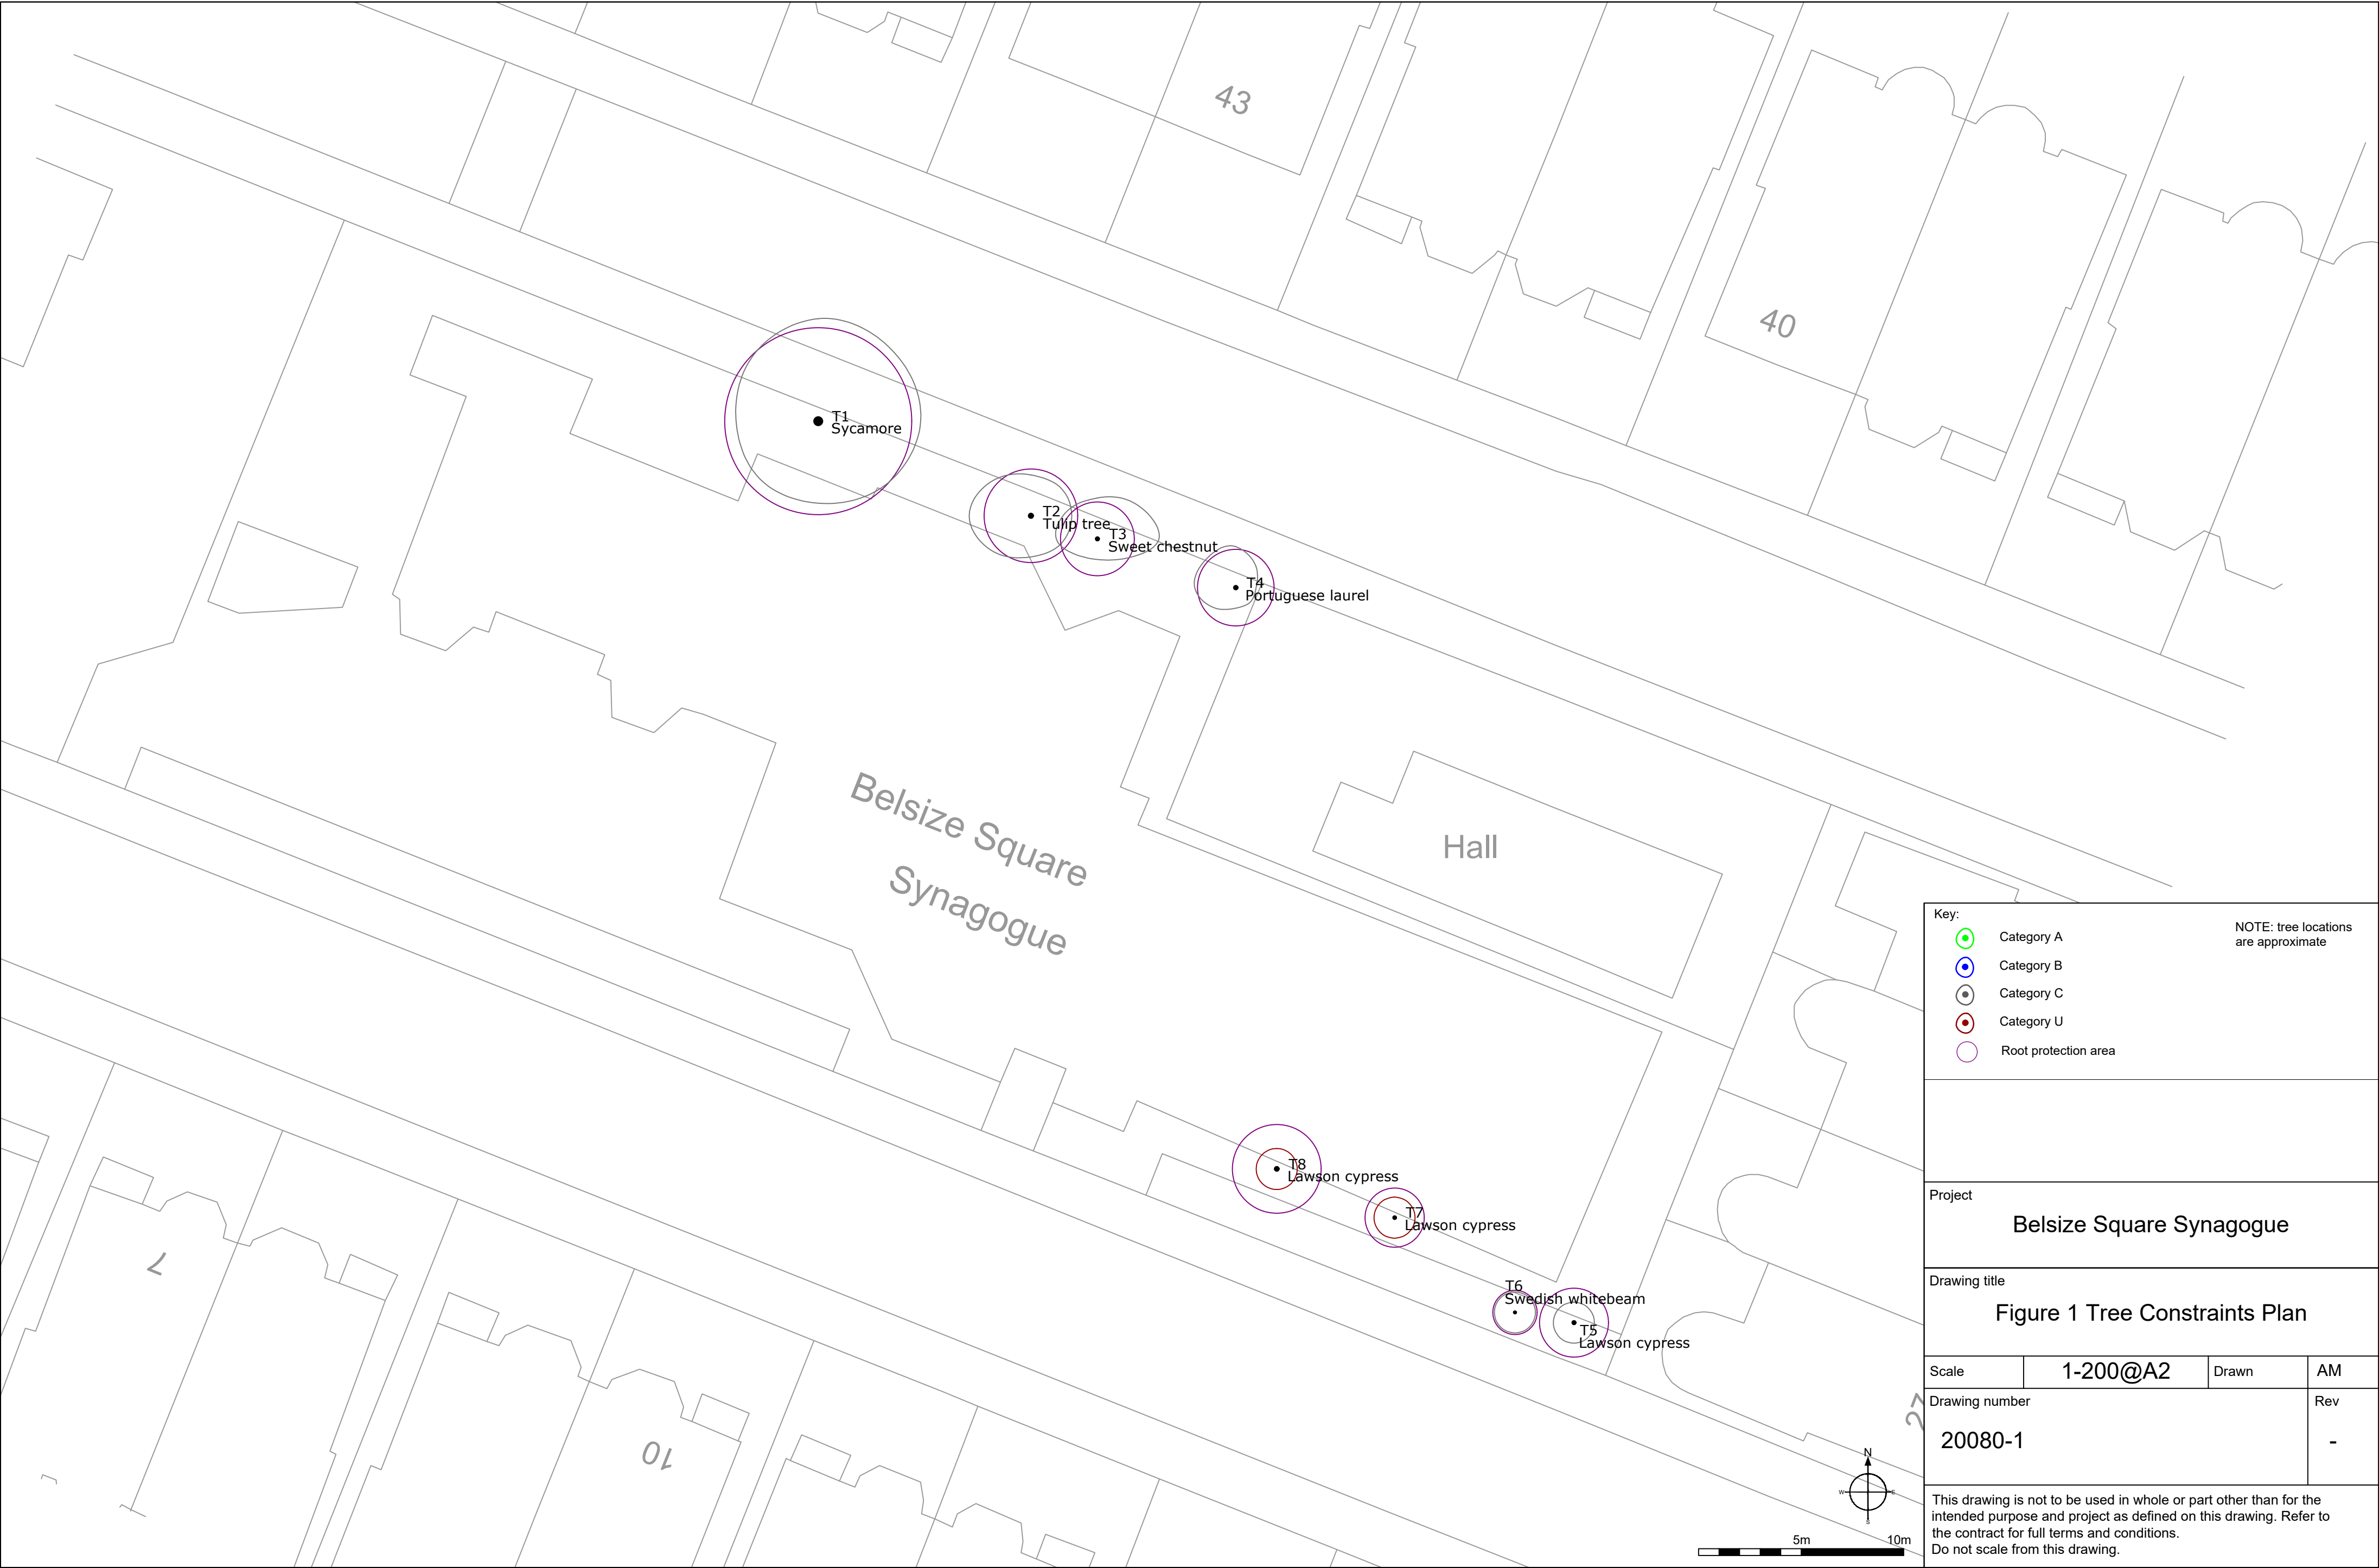 43
40
T1
Sycamore
T2
Tulip tree
T3
Sweet chestnut
T4
Portuguese laurel
Belsize Square
Synagogue
Hall
T8
Lawson cypress
T7
Lawson cypress
T6
Swedish whitebeam
T5
Lawson cypress
7
10
27
N
W
E
S
5m
10m
Key:
NOTE: tree locations
are approximate
Category A
Category B
Category C
Category U
Root protection area
Project
Belsize Square Synagogue
Drawing title
Figure 1 Tree Constraints Plan
Scale
1-200@A2
Drawn
AM
Drawing number
Rev
20080-1
-
This drawing is not to be used in whole or part other than for the
intended purpose and project as defined on this drawing. Refer to
the contract for full terms and conditions.
Do not scale from this drawing.